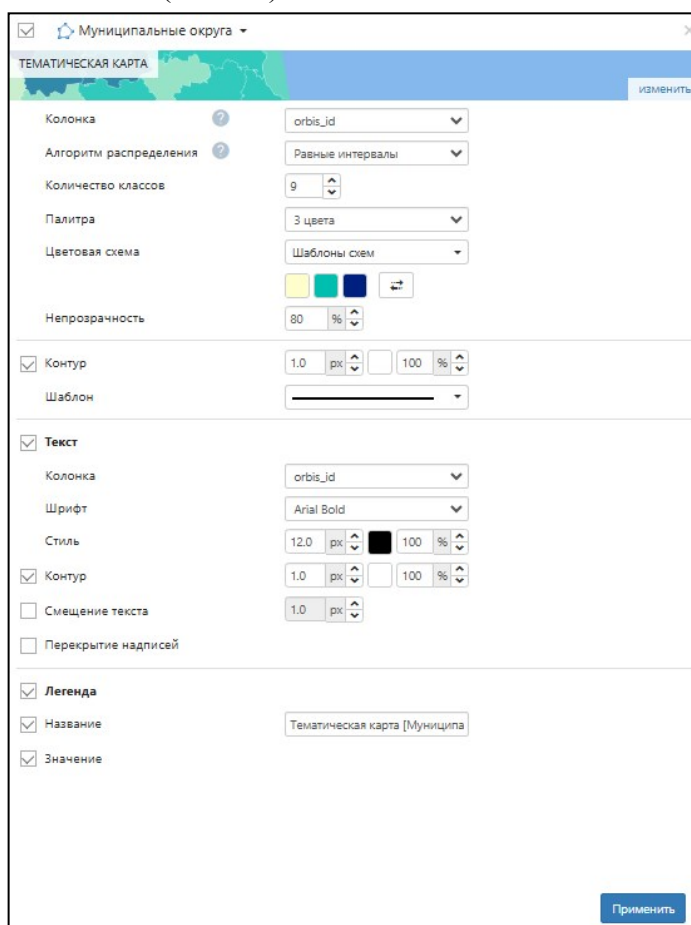 Муниципальные округа
ТЕМАТИЧЕСКАЯ КАРТА
изменить
Колонка ? orbis_id
Алгоритм распределения ? Равные интервалы
Количество классов 9
Палитра 3 цвета
Цветовая схема Шаблоны схем
Непрозрачность 80 %
Контур 1.0 px 100 %
Шаблон
Текст
Колонка orbis_id
Шрифт Arial Bold
Стиль 12.0 px 100 %
Контур 1.0 px 100 %
Смещение текста 1.0 px
Перекрытие надписей
Легенда
Название Тематическая карта [Муниципа
Значение
Применить